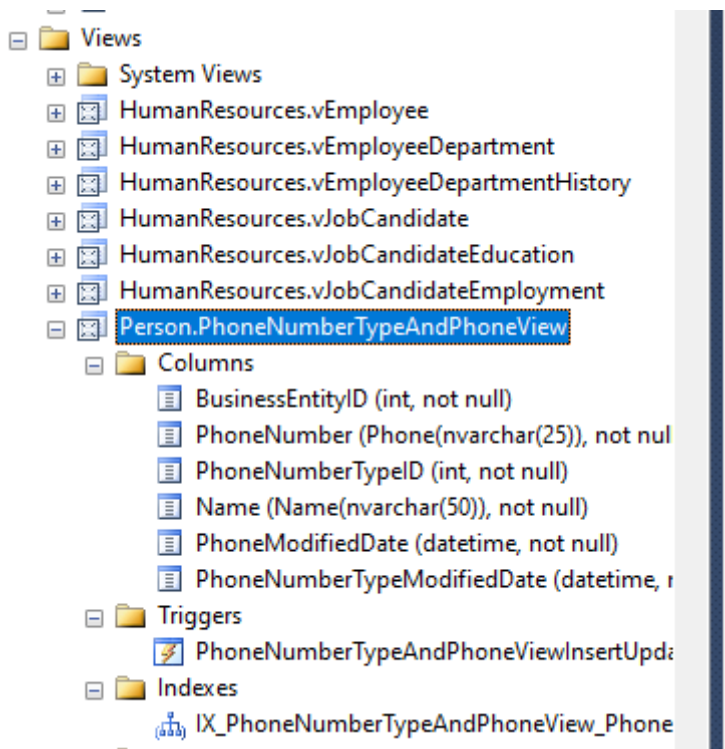 Views
System Views
HumanResources.vEmployee
HumanResources.vEmployeeDepartment
HumanResources.vEmployeeDepartmentHistory
HumanResources.vJobCandidate
HumanResources.vJobCandidateEducation
HumanResources.vJobCandidateEmployment
Person.PhoneNumberTypeAndPhoneView
Columns
BusinessEntityID (int, not null)
PhoneNumber (Phone(nvarchar(25)), not nul
PhoneNumberTypeID (int, not null)
Name (Name(nvarchar(50)), not null)
PhoneModifiedDate (datetime, not null)
PhoneNumberTypeModifiedDate (datetime,
Triggers
PhoneNumberTypeAndPhoneViewInsertUpda
Indexes
IX_PhoneNumberTypeAndPhoneView_Phone